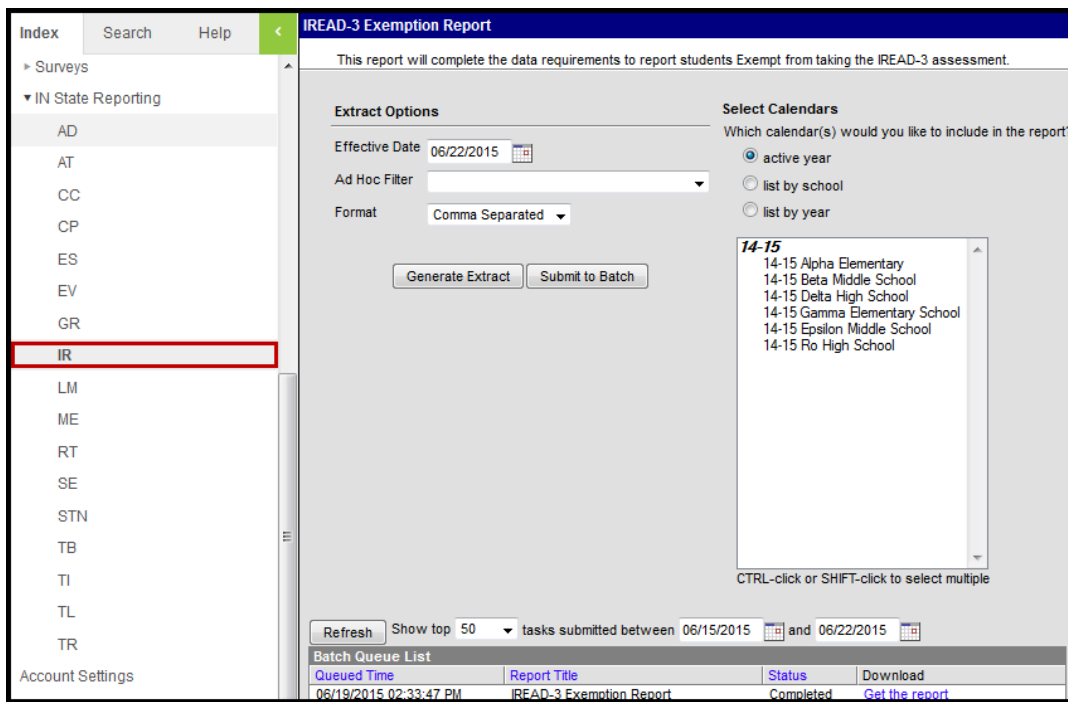 Index
Search
Help
Surveys
IN State Reporting
AD
AT
CC
CP
ES
EV
GR
IR
LM
ME
RT
SE
STN
TB
TI
TL
TR
Account Settings
IREAD-3 Exemption Report
This report will complete the data requirements to report students Exempt from taking the IREAD-3 assessment.
Extract Options
Effective Date 06/22/2015
Ad Hoc Filter
Format Comma Separated
Generate Extract Submit to Batch
Select Calendars
Which calendar(s) would you like to include in the report?
active year
list by school
list by year
14-15
14-15 Alpha Elementary
14-15 Beta Middle School
14-15 Delta High School
14-15 Gamma Elementary School
14-15 Epsilon Middle School
14-15 Ro High School
CTRL-click or SHIFT-click to select multiple
Refresh Show top 50 tasks submitted between 06/15/2015 and 06/22/2015
Batch Queue List
Queued Time Report Title Status Download
06/19/2015 02:33:47 PM IREAD-3 Exemption Report Completed Get the report